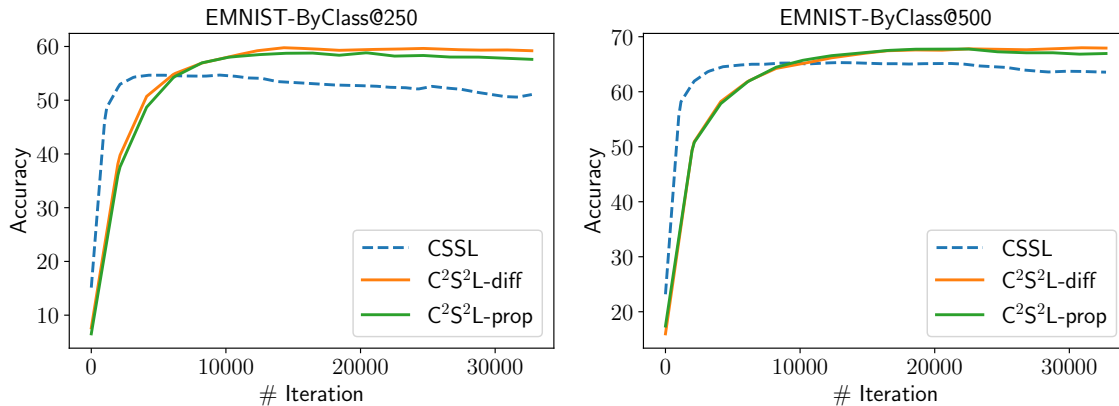 EMNIST-ByClass@250
60
50
40
30
20
10
Accuracy
CSSL
C²S²L-diff
C²S²L-prop
0 10000 20000 30000
# Iteration
EMNIST-ByClass@500
70
60
50
40
30
20
Accuracy
CSSL
C²S²L-diff
C²S²L-prop
0 10000 20000 30000
# Iteration